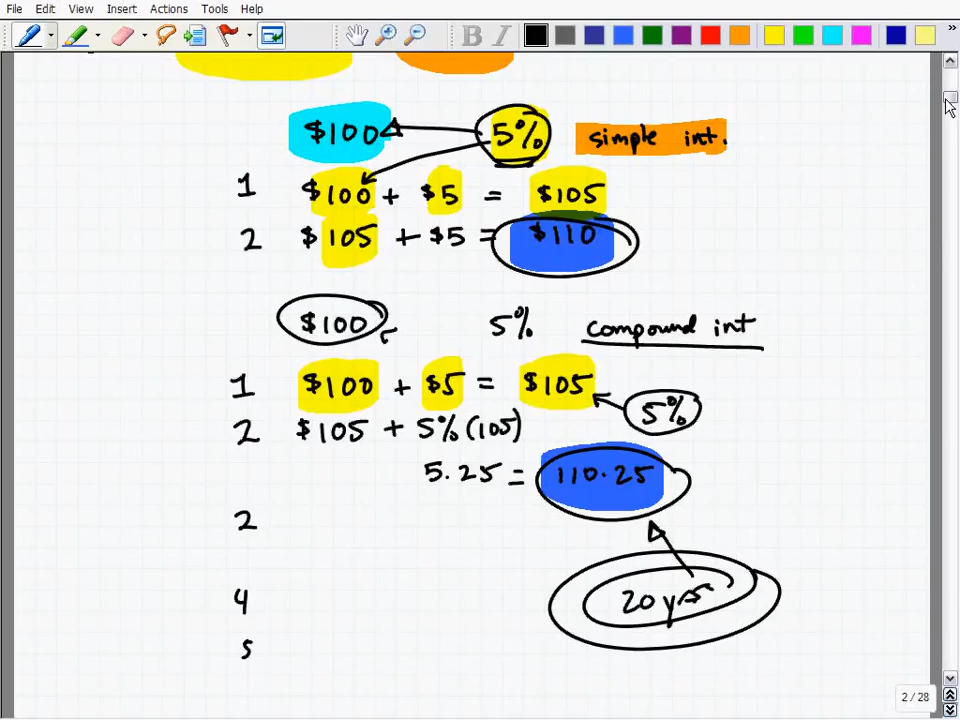 File Edit View Insert Actions Tools Help
B I »
$100 5% simple int.
1 $100 + $5 = $105
2 $105 + $5 = $110
$100 5% compound int
1 $100 + $5 = $105
5%
2 $105 + 5% (105)
5.25 = 110.25
2
20 yrs
4
5
2 / 28